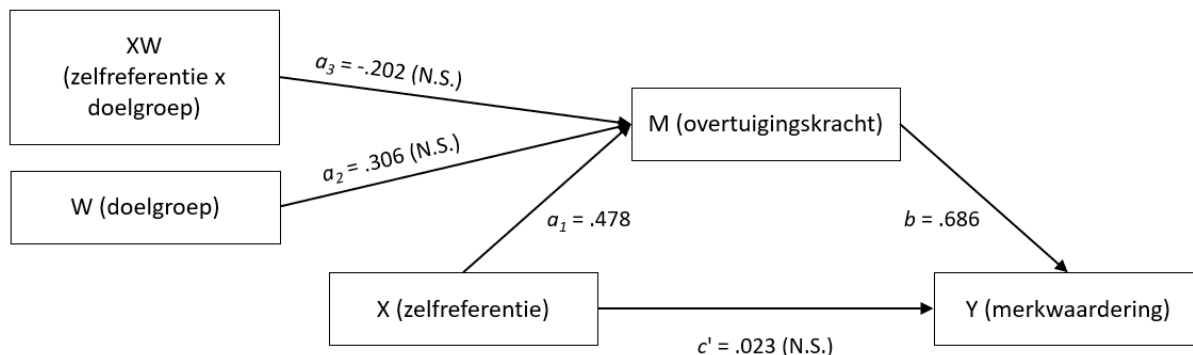 XW
(zelfreferentie x
doelgroep)
a₃ = -.202 (N.S.)
M (overtuigingskracht)
a₂ = .306 (N.S.)
W (doelgroep)
a₁ = .478
b = .686
X (zelfreferentie)
Y (merkwaardering)
c' = .023 (N.S.)